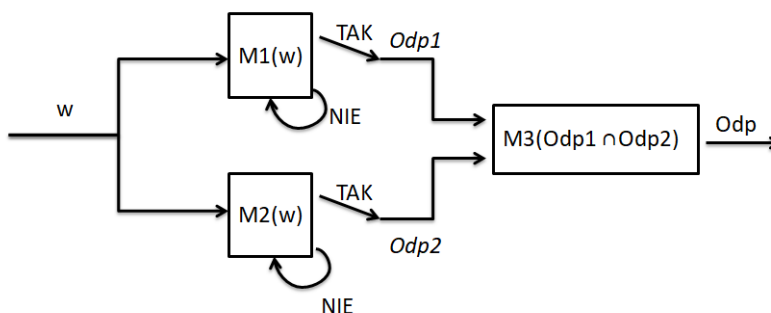 TAK
Odp1
M1(w)
w
NIE
M3(Odp1 ∩Odp2)
Odp
TAK
M2(w)
Odp2
NIE